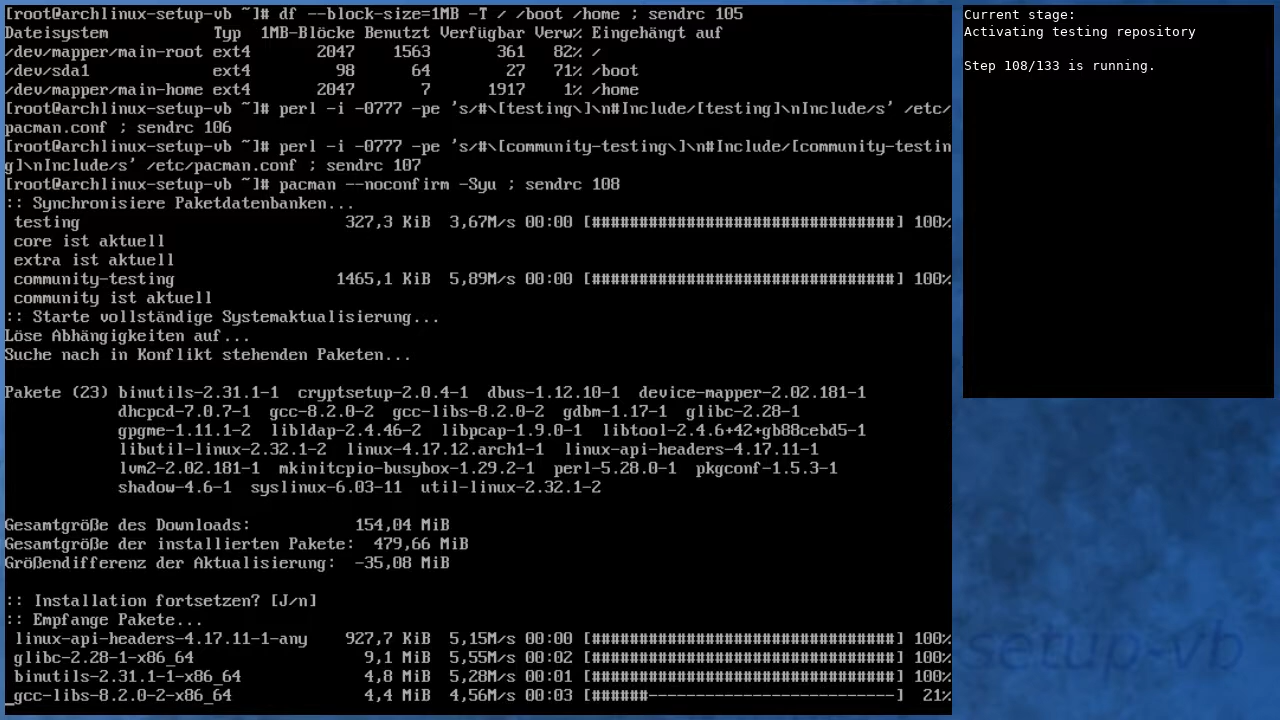 [root@archlinux-setup-vb ~]# df --block-size=1MB -T / /boot /home ; sendrc 105
Dateisystem           Typ  1MB-Blöcke Benutzt Verfügbar Verw% Eingehängt auf
/dev/mapper/main-root ext4       2047    1563       361   82% /
/dev/sda1             ext4         98      64        27   71% /boot
/dev/mapper/main-home ext4       2047       7      1917    1% /home
[root@archlinux-setup-vb ~]# perl -i -0777 -pe 's/#\[testing\]\n#Include/[testing]\nInclude/s' /etc/
pacman.conf ; sendrc 106
[root@archlinux-setup-vb ~]# perl -i -0777 -pe 's/#\[community-testing\]\n#Include/[community-testin
g]\nInclude/s' /etc/pacman.conf ; sendrc 107
[root@archlinux-setup-vb ~]# pacman --noconfirm -Syu ; sendrc 108
:: Synchronisiere Paketdatenbanken...
 testing                            327,3 KiB  3,67M/s 00:00 [################################] 100%
 core ist aktuell
 extra ist aktuell
 community-testing                 1465,1 KiB  5,89M/s 00:00 [################################] 100%
 community ist aktuell
:: Starte vollständige Systemaktualisierung...
Löse Abhängigkeiten auf...
Suche nach in Konflikt stehenden Paketen...
Pakete (23) binutils-2.31.1-1  cryptsetup-2.0.4-1  dbus-1.12.10-1  device-mapper-2.02.181-1
            dhcpcd-7.0.7-1  gcc-8.2.0-2  gcc-libs-8.2.0-2  gdbm-1.17-1  glibc-2.28-1
            gpgme-1.11.1-2  libldap-2.4.46-2  libpcap-1.9.0-1  libtool-2.4.6+42+gb88cebd5-1
            libutil-linux-2.32.1-2  linux-4.17.12.arch1-1  linux-api-headers-4.17.11-1
            lvm2-2.02.181-1  mkinitcpio-busybox-1.29.2-1  perl-5.28.0-1  pkgconf-1.5.3-1
            shadow-4.6-1  syslinux-6.03-11  util-linux-2.32.1-2
Gesamtgröße des Downloads:           154,04 MiB
Gesamtgröße der installierten Pakete:  479,66 MiB
Größendifferenz der Aktualisierung:  -35,08 MiB
:: Installation fortsetzen? [J/n]
:: Empfange Pakete...
 linux-api-headers-4.17.11-1-any    927,7 KiB  5,15M/s 00:00 [################################] 100%
 glibc-2.28-1-x86_64                  9,1 MiB  5,55M/s 00:02 [################################] 100%
 binutils-2.31.1-1-x86_64             4,8 MiB  5,28M/s 00:01 [################################] 100%
_gcc-libs-8.2.0-2-x86_64              4,4 MiB  4,56M/s 00:03 [######--------------------------]  21%
Current stage:
Activating testing repository
Step 108/133 is running.
setup-vb